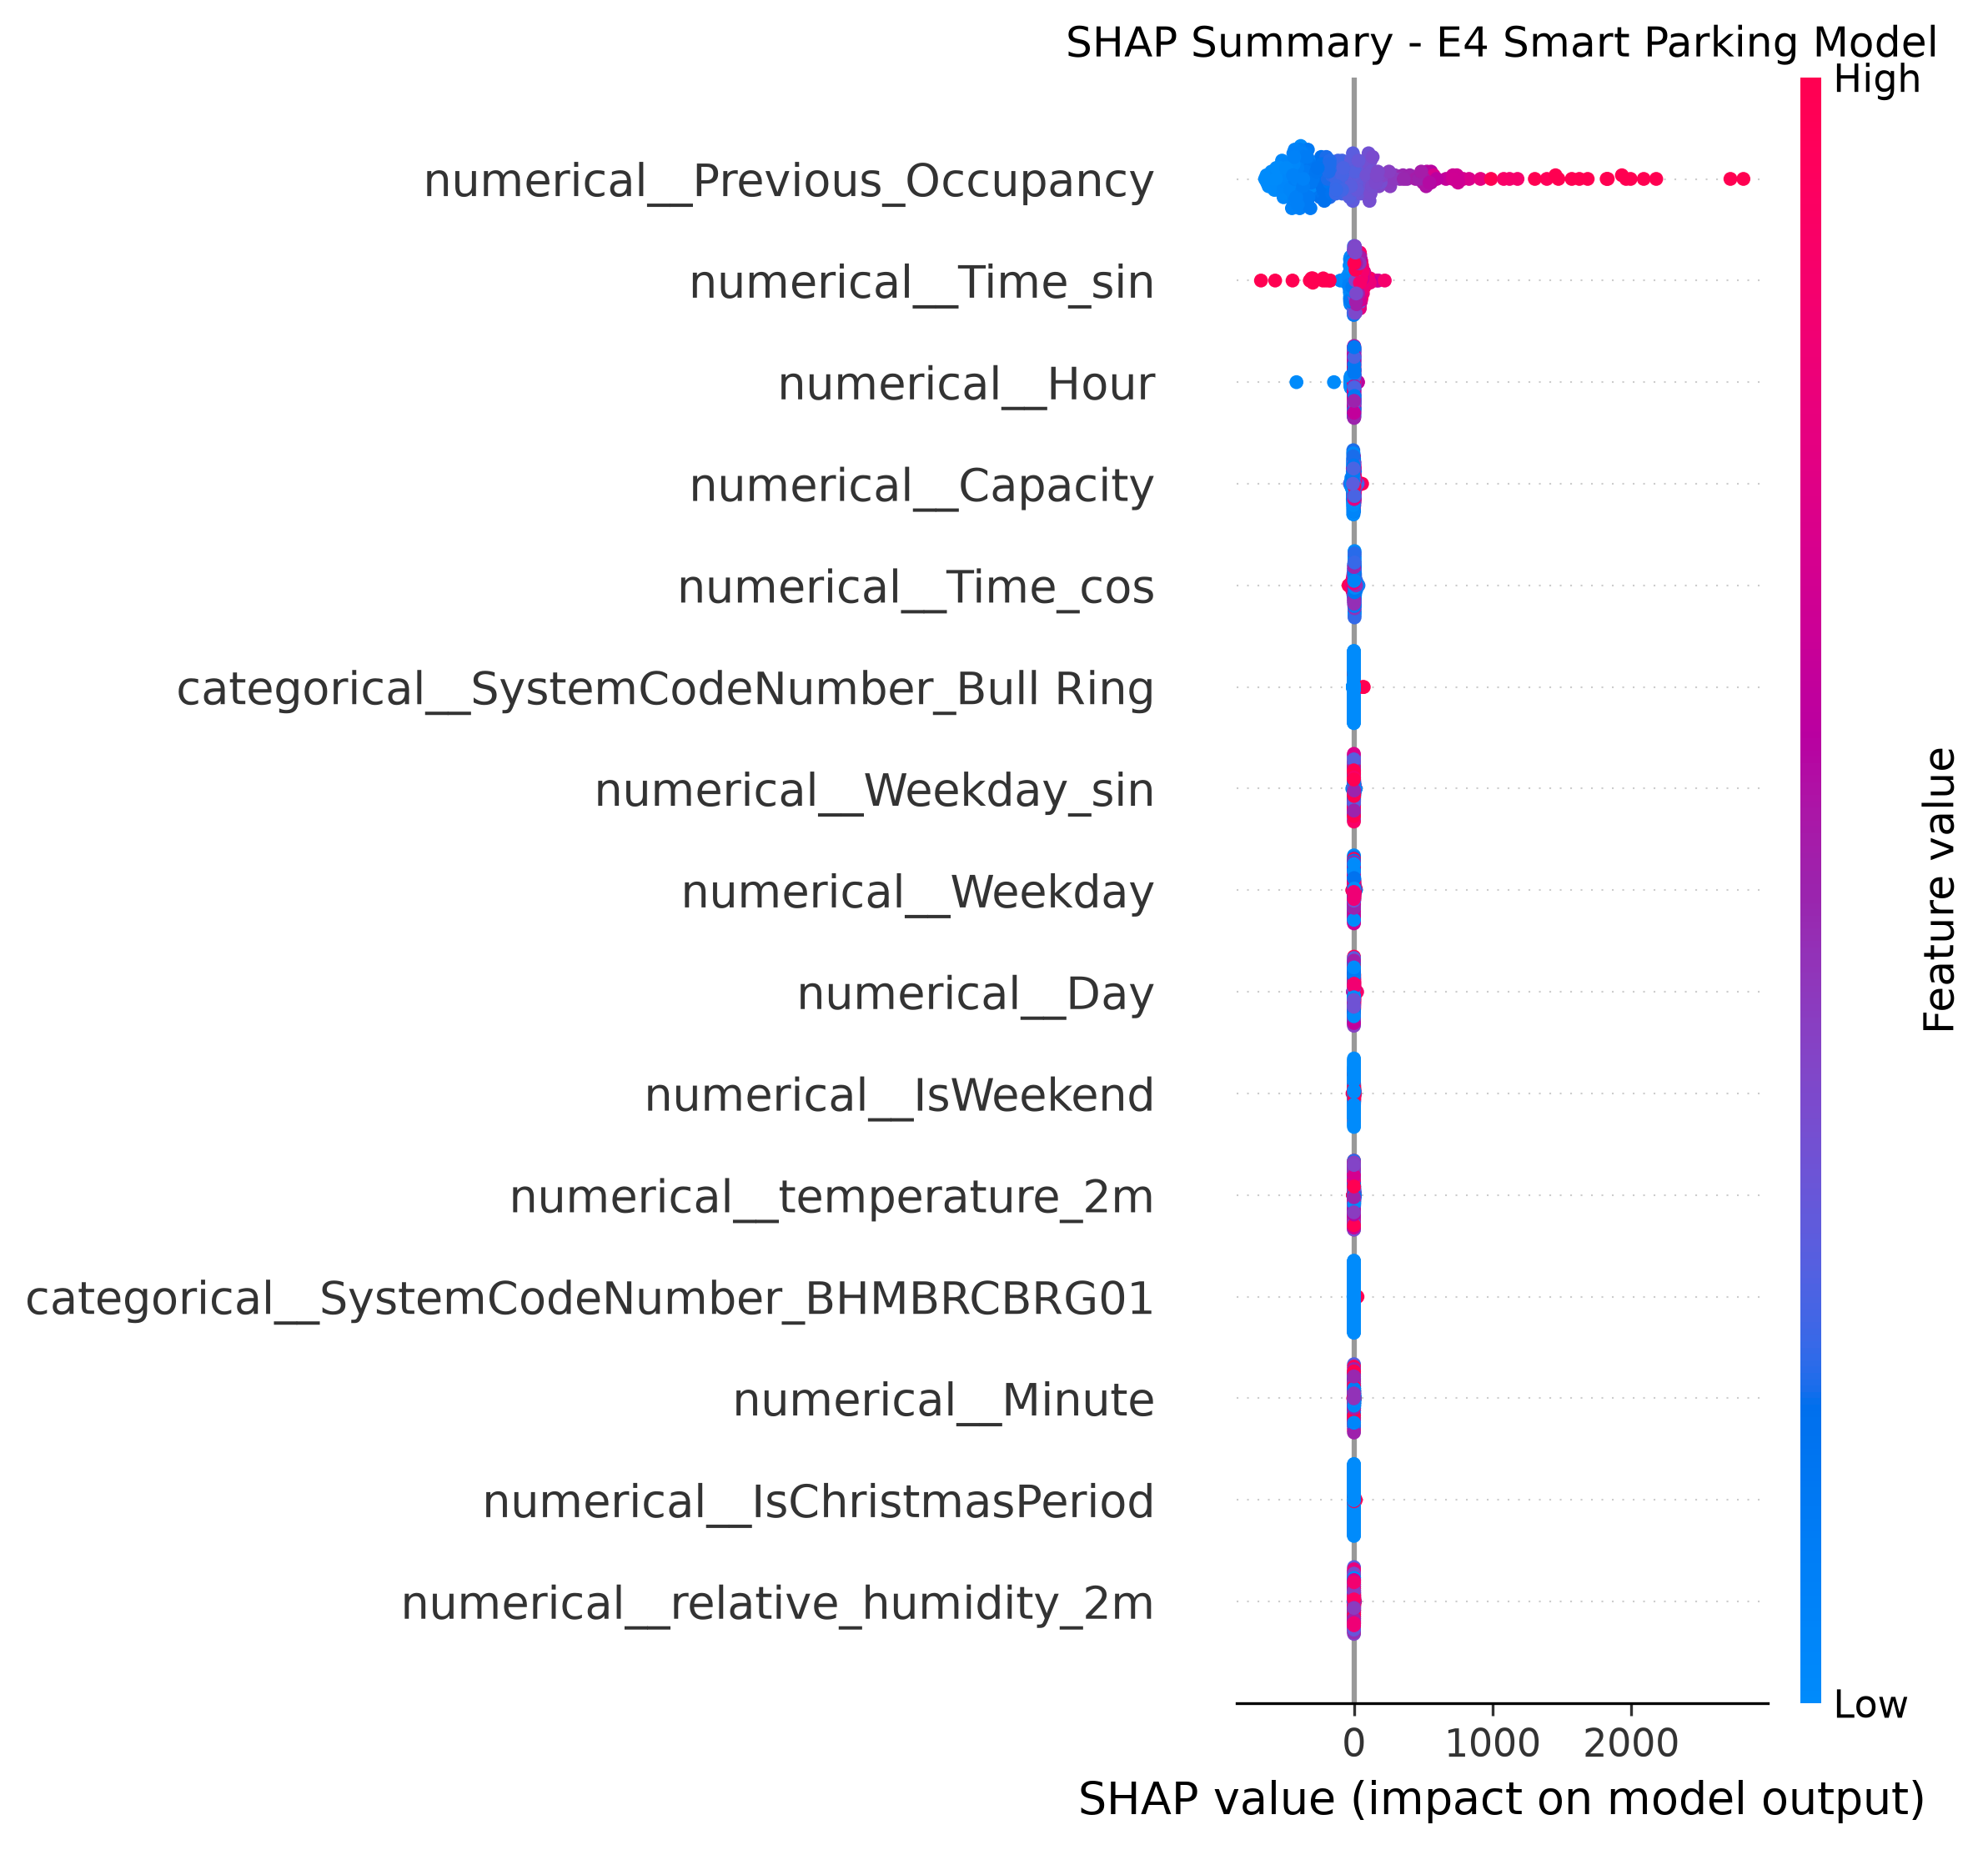 SHAP Summary - E4 Smart Parking Model
High
numerical__Previous_Occupancy
numerical__Time_sin
numerical__Hour
numerical__Capacity
numerical__Time_cos
categorical__SystemCodeNumber_Bull Ring
numerical__Weekday_sin
numerical__Weekday
numerical__Day
numerical__IsWeekend
numerical__temperature_2m
categorical__SystemCodeNumber_BHMBRCBRG01
numerical__Minute
numerical__IsChristmasPeriod
numerical__relative_humidity_2m
Feature value
Low
0 1000 2000
SHAP value (impact on model output)